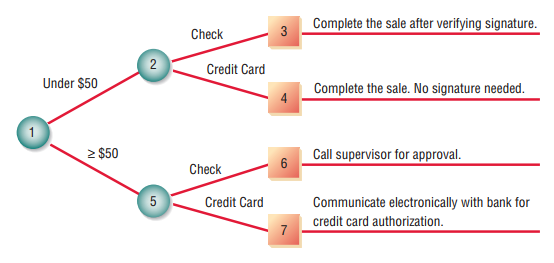 Check
3
Complete the sale after verifying signature.
2
Credit Card
Under $50
4
Complete the sale. No signature needed.
1
≥ $50
Check
6
Call supervisor for approval.
5
Credit Card
7
Communicate electronically with bank for
credit card authorization.